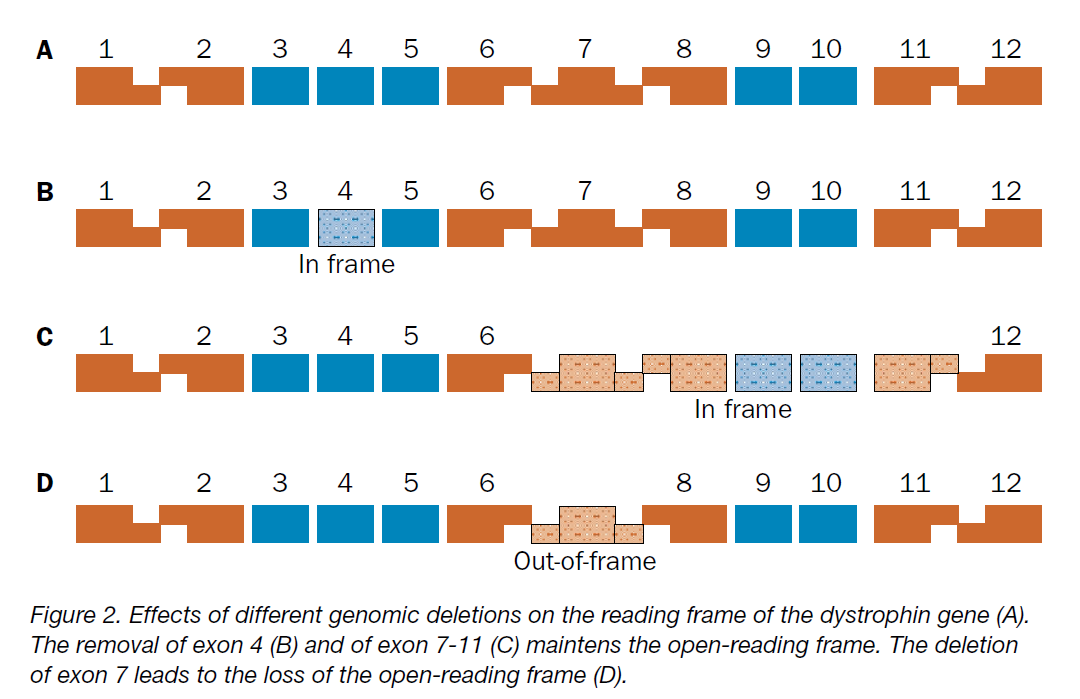 A 1 2 3 4 5 6 7 8 9 10 11 12
B 1 2 3 4 5 6 7 8 9 10 11 12
In frame
C 1 2 3 4 5 6 12
In frame
D 1 2 3 4 5 6 8 9 10 11 12
Out-of-frame
Figure 2. Effects of different genomic deletions on the reading frame of the dystrophin gene (A).
The removal of exon 4 (B) and of exon 7-11 (C) maintens the open-reading frame. The deletion
of exon 7 leads to the loss of the open-reading frame (D).